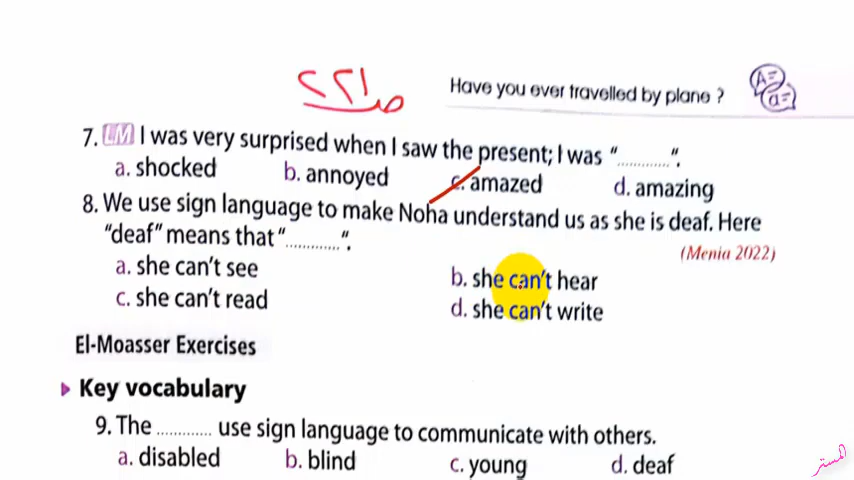 Have you ever travelled by plane ?
A=
a=
7. LM I was very surprised when I saw the present; I was "............".
a. shocked b. annoyed c. amazed d. amazing
8. We use sign language to make Noha understand us as she is deaf. Here
"deaf" means that "............".
(Menia 2022)
a. she can't see b. she can't hear
c. she can't read d. she can't write
El-Moasser Exercises
Key vocabulary
9. The ............ use sign language to communicate with others.
a. disabled b. blind c. young d. deaf
المستر